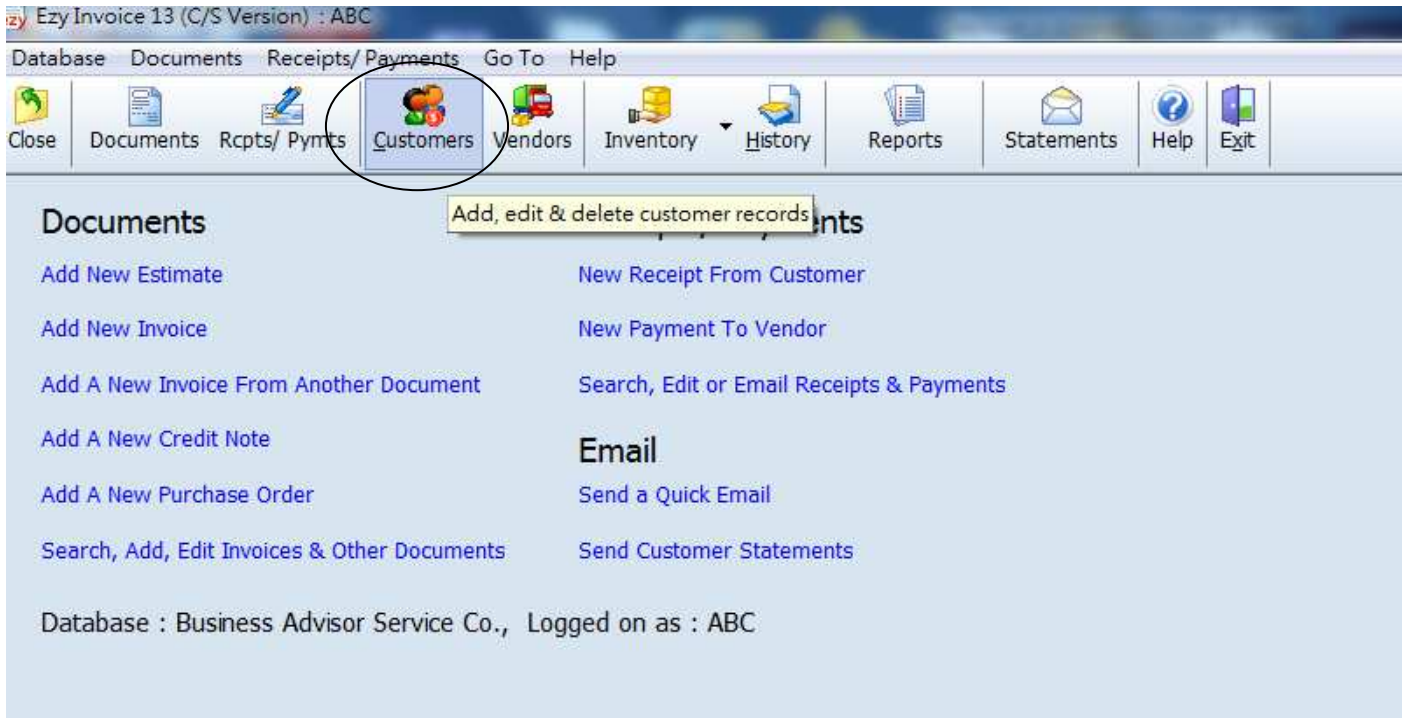 Ezy Invoice 13 (C/S Version) : ABC
Database Documents Receipts/ Payments Go To Help
Close Documents Rcpts/ Pymts Customers Vendors Inventory History Reports Statements Help Exit
Add, edit & delete customer records
Documents
Add New Estimate
Add New Invoice
Add A New Invoice From Another Document
Add A New Credit Note
Add A New Purchase Order
Search, Add, Edit Invoices & Other Documents
New Receipt From Customer
New Payment To Vendor
Search, Edit or Email Receipts & Payments
Email
Send a Quick Email
Send Customer Statements
Database : Business Advisor Service Co., Logged on as : ABC